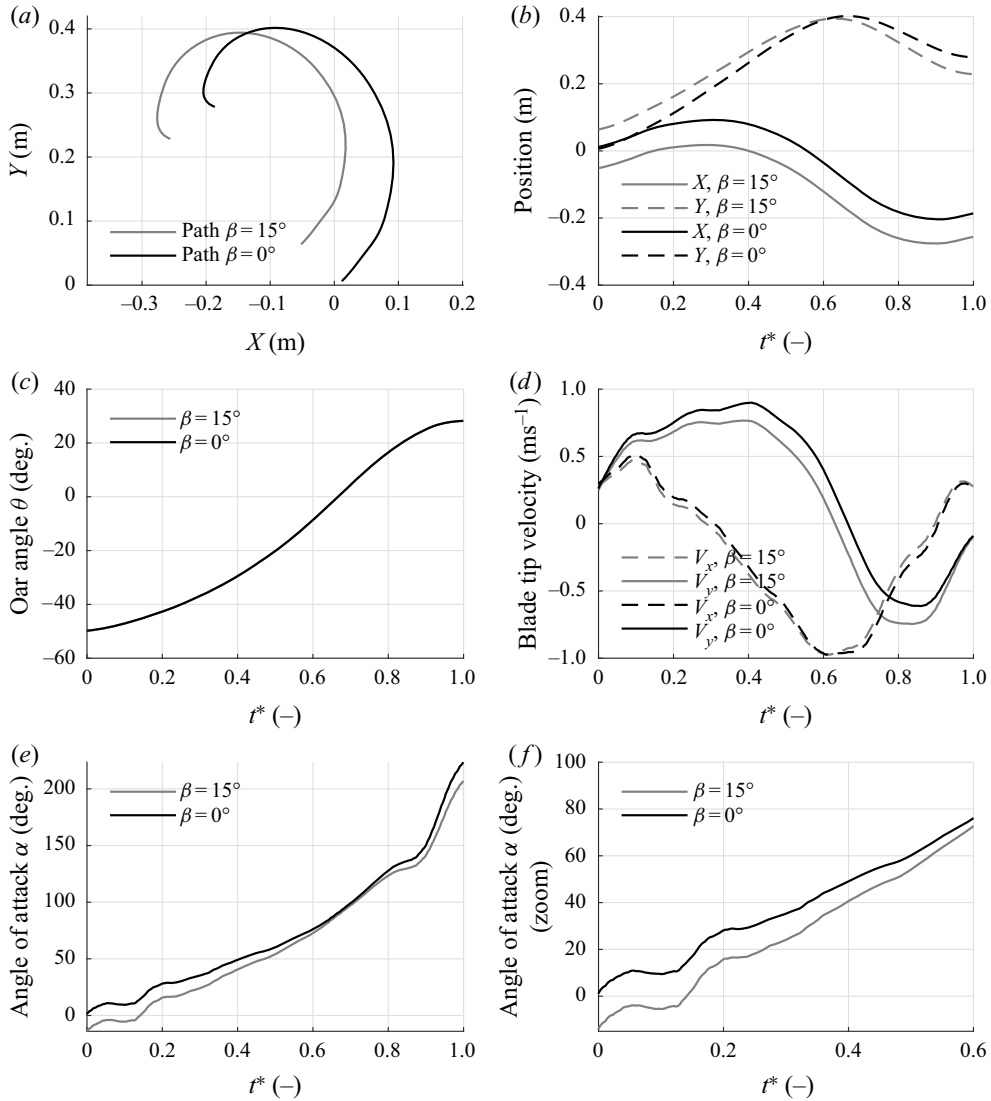 (a)
0.4
0.3
0.2
0.1
0
Y (m)
Path β = 15°
Path β = 0°
–0.3 –0.2 –0.1 0 0.1 0.2
X (m)
(b)
0.4
0.2
0
–0.2
–0.4
Position (m)
X, β = 15°
Y, β = 15°
X, β = 0°
Y, β = 0°
0 0.2 0.4 0.6 0.8 1.0
t* (–)
(c)
40
20
0
–20
–40
–60
Oar angle θ (deg.)
β = 15°
β = 0°
0 0.2 0.4 0.6 0.8 1.0
t* (–)
(d)
1.0
0.5
0
–0.5
–1.0
Blade tip velocity (ms⁻¹)
Vx, β = 15°
Vy, β = 15°
Vx, β = 0°
Vy, β = 0°
0 0.2 0.4 0.6 0.8 1.0
t* (–)
(e)
200
150
100
50
0
Angle of attack α (deg.)
β = 15°
β = 0°
0 0.2 0.4 0.6 0.8 1.0
t* (–)
(f)
100
80
60
40
20
0
Angle of attack α (deg.)
(zoom)
β = 15°
β = 0°
0 0.2 0.4 0.6
t* (–)